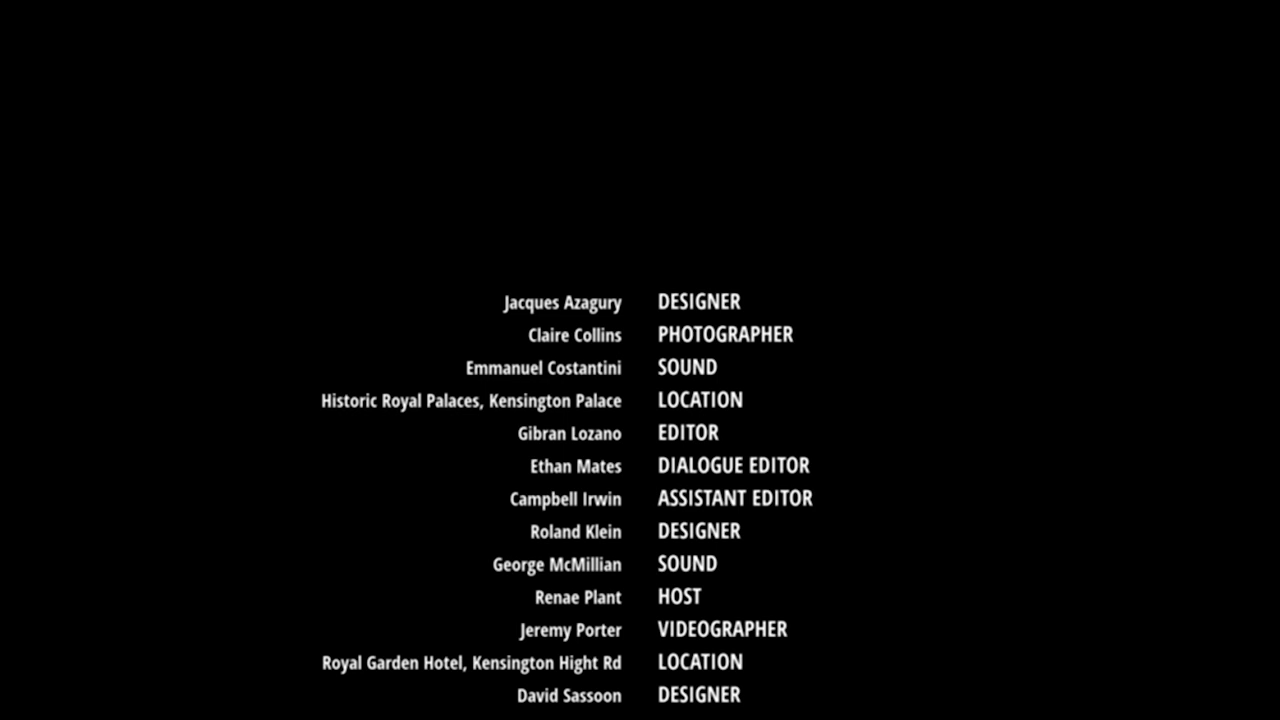 Jacques Azagury DESIGNER
Claire Collins PHOTOGRAPHER
Emmanuel Costantini SOUND
Historic Royal Palaces, Kensington Palace LOCATION
Gibran Lozano EDITOR
Ethan Mates DIALOGUE EDITOR
Campbell Irwin ASSISTANT EDITOR
Roland Klein DESIGNER
George McMillian SOUND
Renae Plant HOST
Jeremy Porter VIDEOGRAPHER
Royal Garden Hotel, Kensington Hight Rd LOCATION
David Sassoon DESIGNER